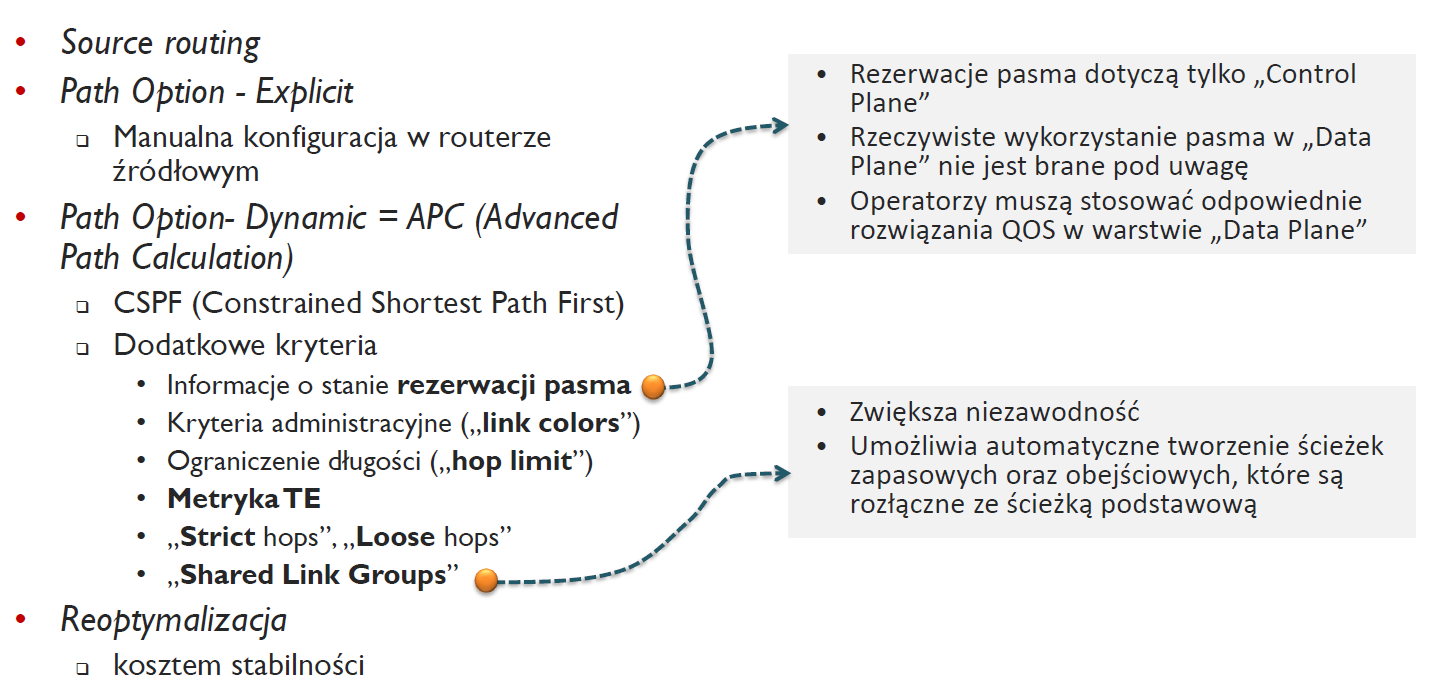 • Source routing
• Path Option - Explicit
❑ Manualna konfiguracja w routerze
źródłowym
• Path Option- Dynamic = APC (Advanced
Path Calculation)
❑ CSPF (Constrained Shortest Path First)
❑ Dodatkowe kryteria
• Informacje o stanie rezerwacji pasma
• Kryteria administracyjne („link colors”)
• Ograniczenie długości („hop limit”)
• Metryka TE
• „Strict hops”, „Loose hops”
• „Shared Link Groups”
• Reoptymalizacja
❑ kosztem stabilności
• Rezerwacje pasma dotyczą tylko „Control
Plane”
• Rzeczywiste wykorzystanie pasma w „Data
Plane” nie jest brane pod uwagę
• Operatorzy muszą stosować odpowiednie
rozwiązania QOS w warstwie „Data Plane”
• Zwiększa niezawodność
• Umożliwia automatyczne tworzenie ścieżek
zapasowych oraz obejściowych, które są
rozłączne ze ścieżką podstawową